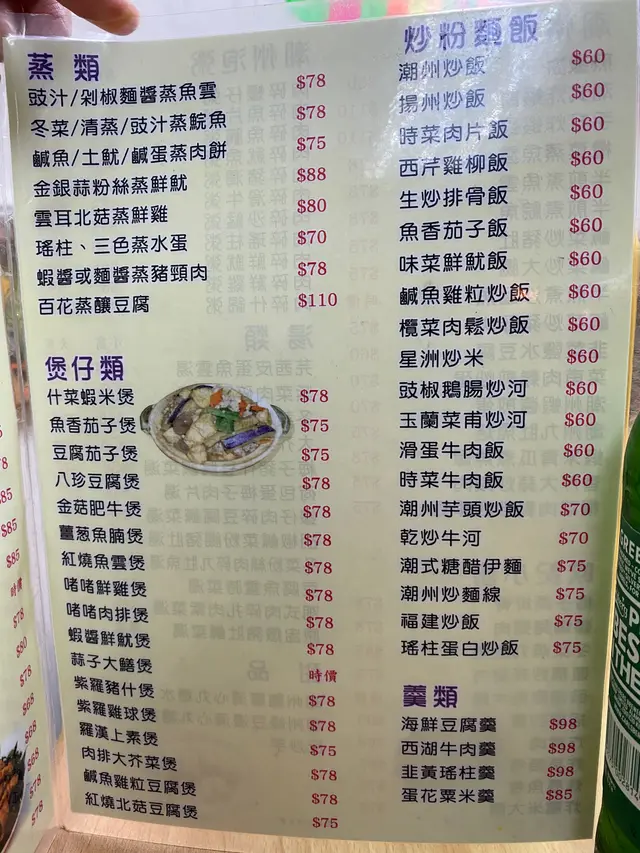 蒸類
豉汁/剁椒麵醬蒸魚雲 $78
冬菜/清蒸/豉汁蒸鯇魚 $78
鹹魚/土魷/鹹蛋蒸肉餅 $75
金銀蒜粉絲蒸鮮魷 $88
雲耳北菇蒸鮮雞 $80
瑤柱、三色蒸水蛋 $70
蝦醬或麵醬蒸豬頸肉 $78
百花蒸釀豆腐 $110
煲仔類
什菜蝦米煲 $78
魚香茄子煲 $75
豆腐茄子煲 $75
八珍豆腐煲 $78
金菇肥牛煲 $78
薑葱魚腩煲 $78
紅燒魚雲煲 $78
啫啫鮮雞煲 $78
啫啫肉排煲 $78
蝦醬鮮魷煲 $78
蒜子大鱔煲 時價
紫羅豬什煲 $78
紫羅雞球煲 $78
羅漢上素煲 $75
肉排大芥菜煲 $78
鹹魚雞粒豆腐煲 $78
紅燒北菇豆腐煲 $75
炒粉麵飯
潮州炒飯 $60
揚州炒飯 $60
時菜肉片飯 $60
西芹雞柳飯 $60
生炒排骨飯 $60
魚香茄子飯 $60
味菜鮮魷飯 $60
鹹魚雞粒炒飯 $60
欖菜肉鬆炒飯 $60
星洲炒米 $60
豉椒鵝腸炒河 $60
玉蘭菜甫炒河 $60
滑蛋牛肉飯 $60
時菜牛肉飯 $60
潮州芋頭炒飯 $70
乾炒牛河 $70
潮式糖醋伊麵 $75
潮州炒麵線 $75
福建炒飯 $75
瑤柱蛋白炒飯 $75
羹類
海鮮豆腐羹 $98
西湖牛肉羹 $98
韭黃瑤柱羹 $98
蛋花粟米羹 $85
$85
$85
$85
時價
$78
$80
$78
$68
$68
$68
$78
$78